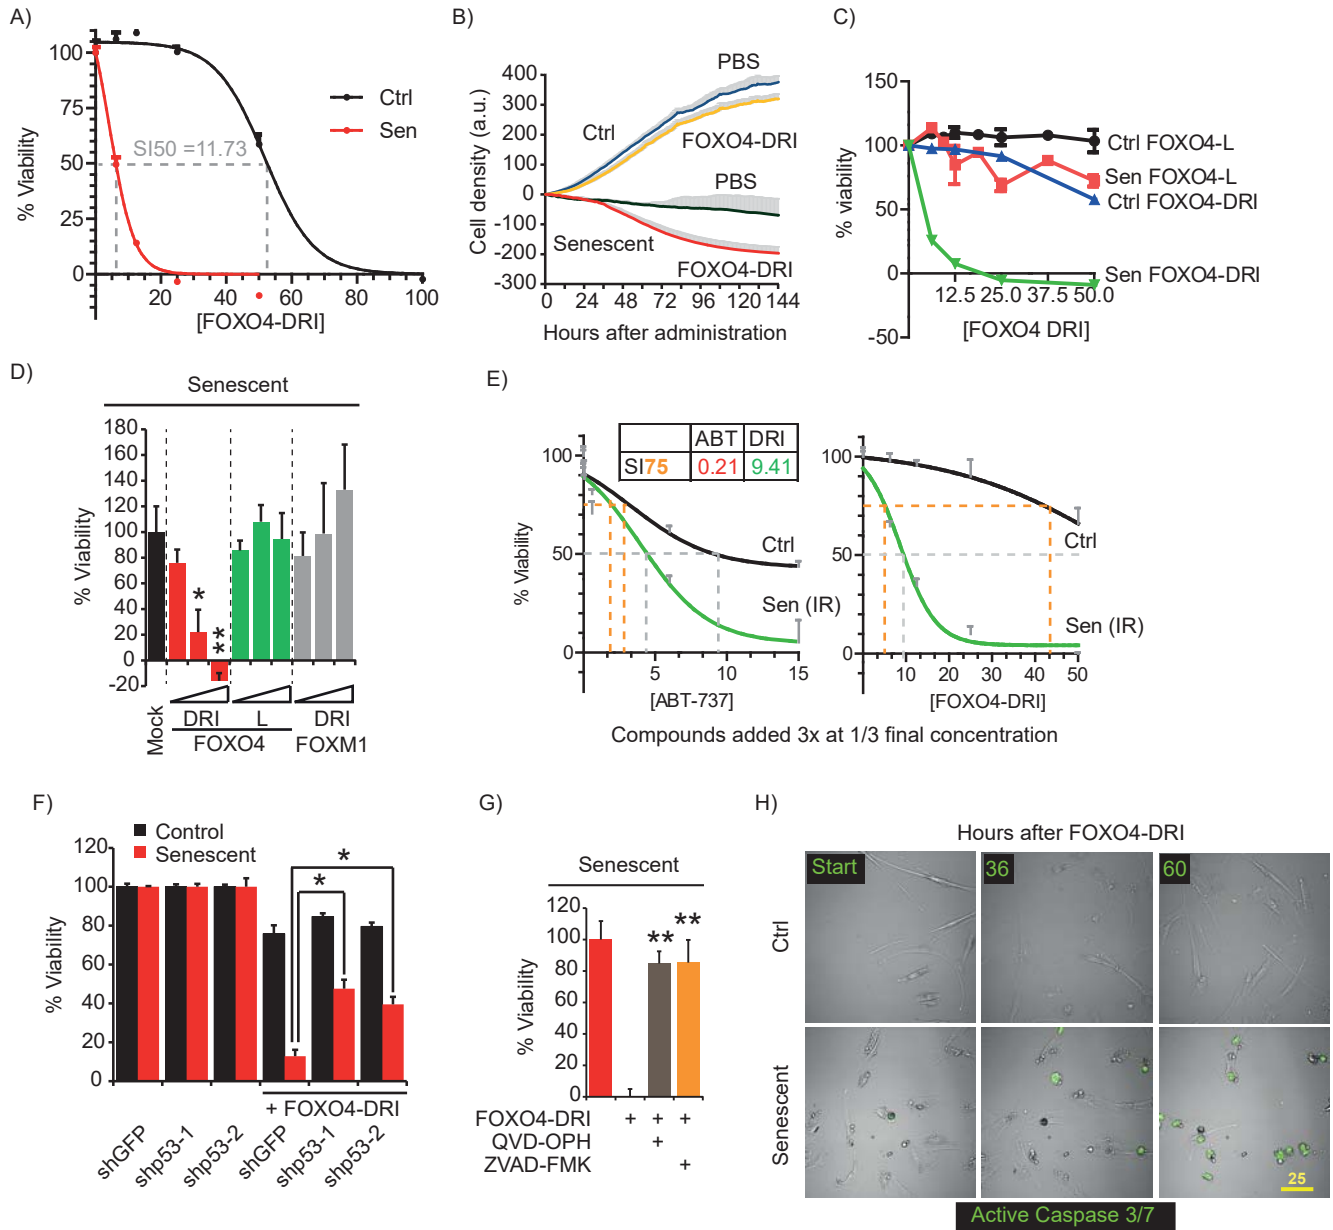 A)
100
75
50
25
0
% Viability
SI50 =11.73
Ctrl
Sen
20
40
60
80
100
[FOXO4-DRI]
B)
400
300
200
100
0
-100
-200
-300
Cell density (a.u.)
PBS
Ctrl
FOXO4-DRI
PBS
Senescent
FOXO4-DRI
0 24 48 72 96 120 144
Hours after administration
C)
150
100
50
0
-50
% viability
Ctrl FOXO4-L
Sen FOXO4-L
Ctrl FOXO4-DRI
Sen FOXO4-DRI
12.5 25.0 37.5 50.0
[FOXO4 DRI]
D)
Senescent
180
160
140
120
100
80
60
40
20
0
-20
% Viability
*
**
Mock
DRI L DRI
FOXO4 FOXM1
E)
ABT DRI
SI75 0.21 9.41
100
50
0
% Viability
Ctrl
Sen (IR)
5 10 15
[ABT-737]
100
50
0
Ctrl
Sen (IR)
0 10 20 30 40 50
[FOXO4-DRI]
Compounds added 3x at 1/3 final concentration
F)
Control
Senescent
120
100
80
60
40
20
0
% Viability
*
*
+ FOXO4-DRI
shGFP
shp53-1
shp53-2
shGFP
shp53-1
shp53-2
G)
Senescent
120
100
80
60
40
20
0
% Viability
**
**
FOXO4-DRI + + +
QVD-OPH +
ZVAD-FMK +
H)
Hours after FOXO4-DRI
Start
36
60
Ctrl
Senescent
25
Active Caspase 3/7